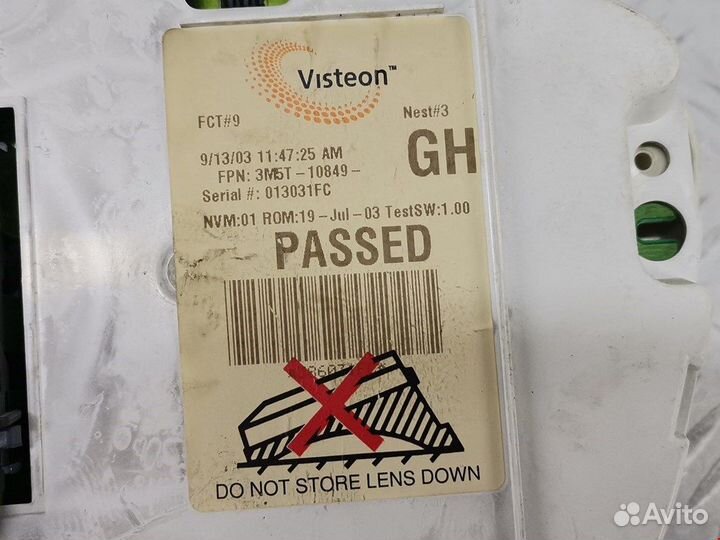 Visteon™
FCT#9 Nest#3
9/13/03 11:47:25 AM
FPN: 3M5T-10849- GH
Serial #: 013031FC
NVM:01 ROM:19-Jul-03 TestSW:1.00
PASSED
DO NOT STORE LENS DOWN
Avito